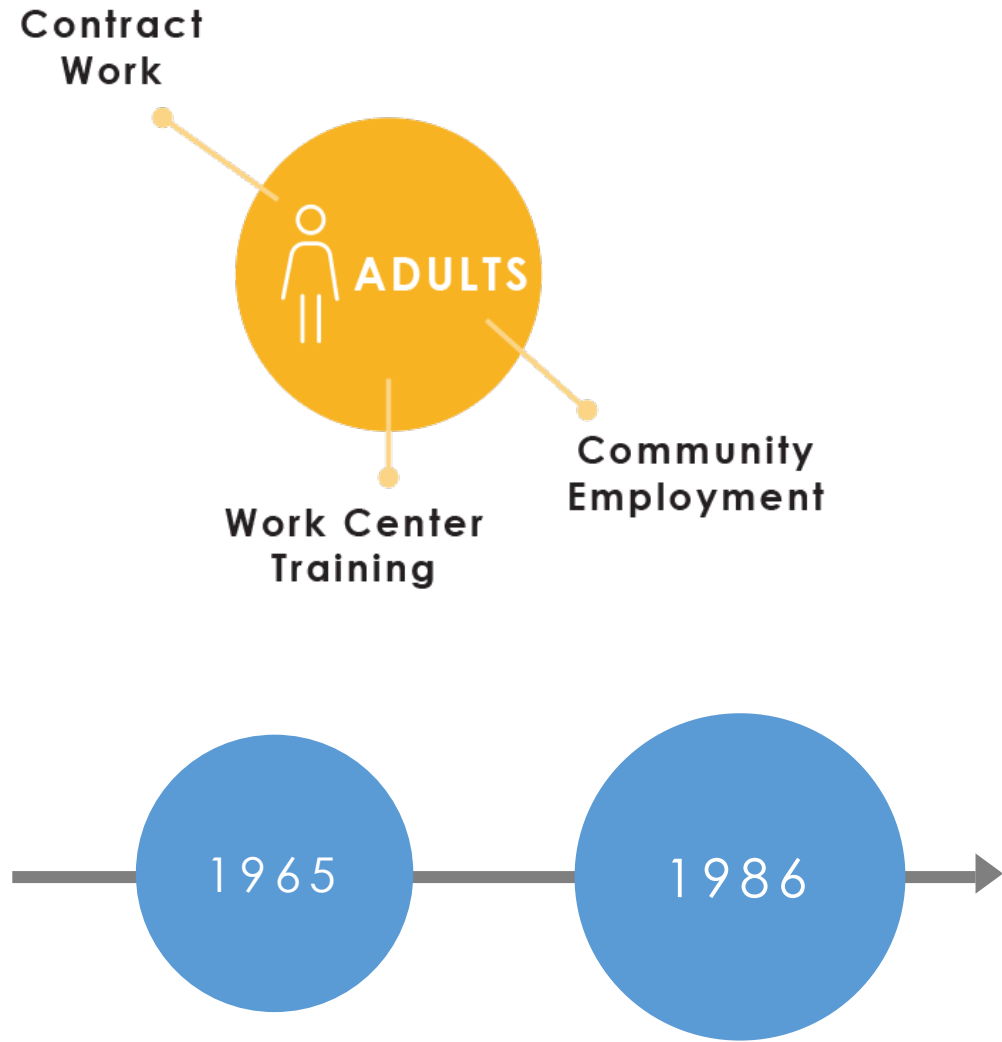 Contract
Work
ADULTS
Community
Employment
Work Center
Training
1965
1986